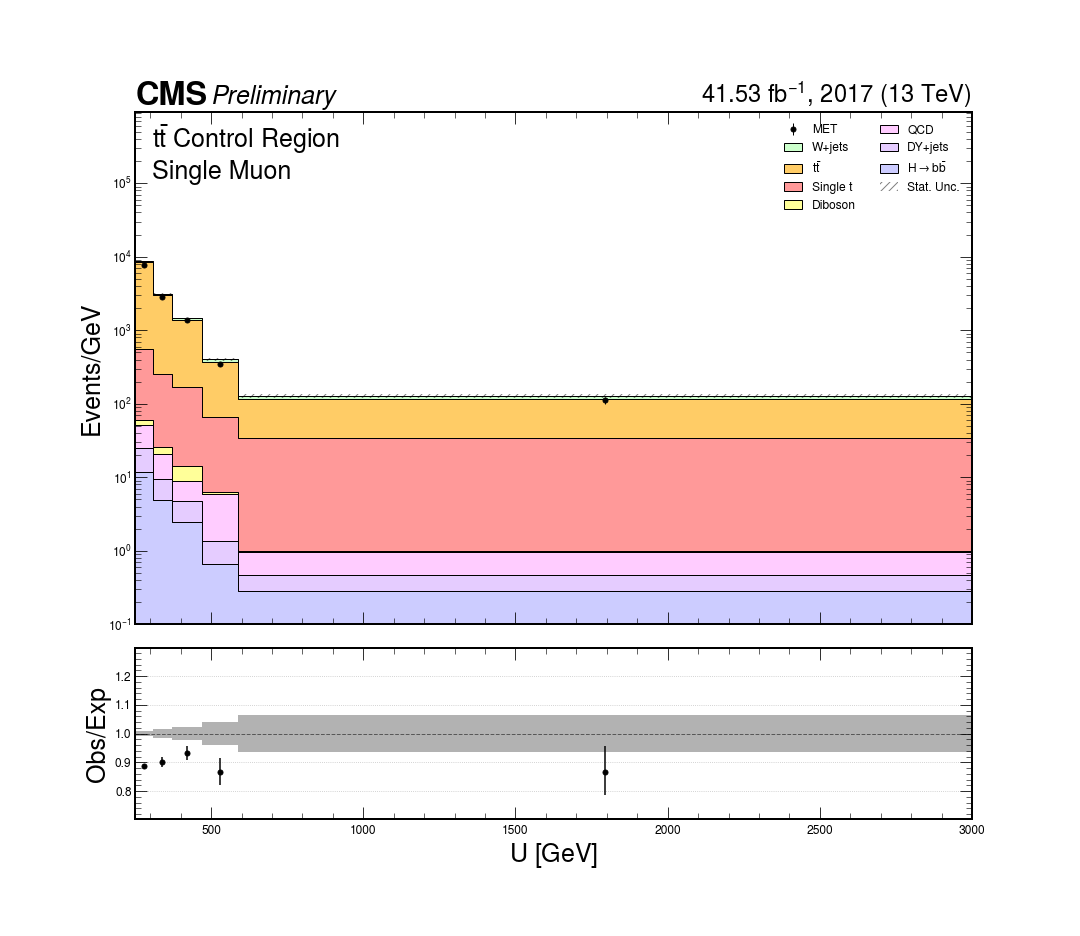 CMS Preliminary
41.53 fb⁻¹, 2017 (13 TeV)
tt̄ Control Region
Single Muon
MET
W+jets
tt̄
Single t
Diboson
QCD
DY+jets
H→bb̄
Stat. Unc.
Events/GeV
10⁵
10⁴
10³
10²
10¹
10⁰
10⁻¹
Obs/Exp
1.2
1.1
1.0
0.9
0.8
500 1000 1500 2000 2500 3000
U [GeV]